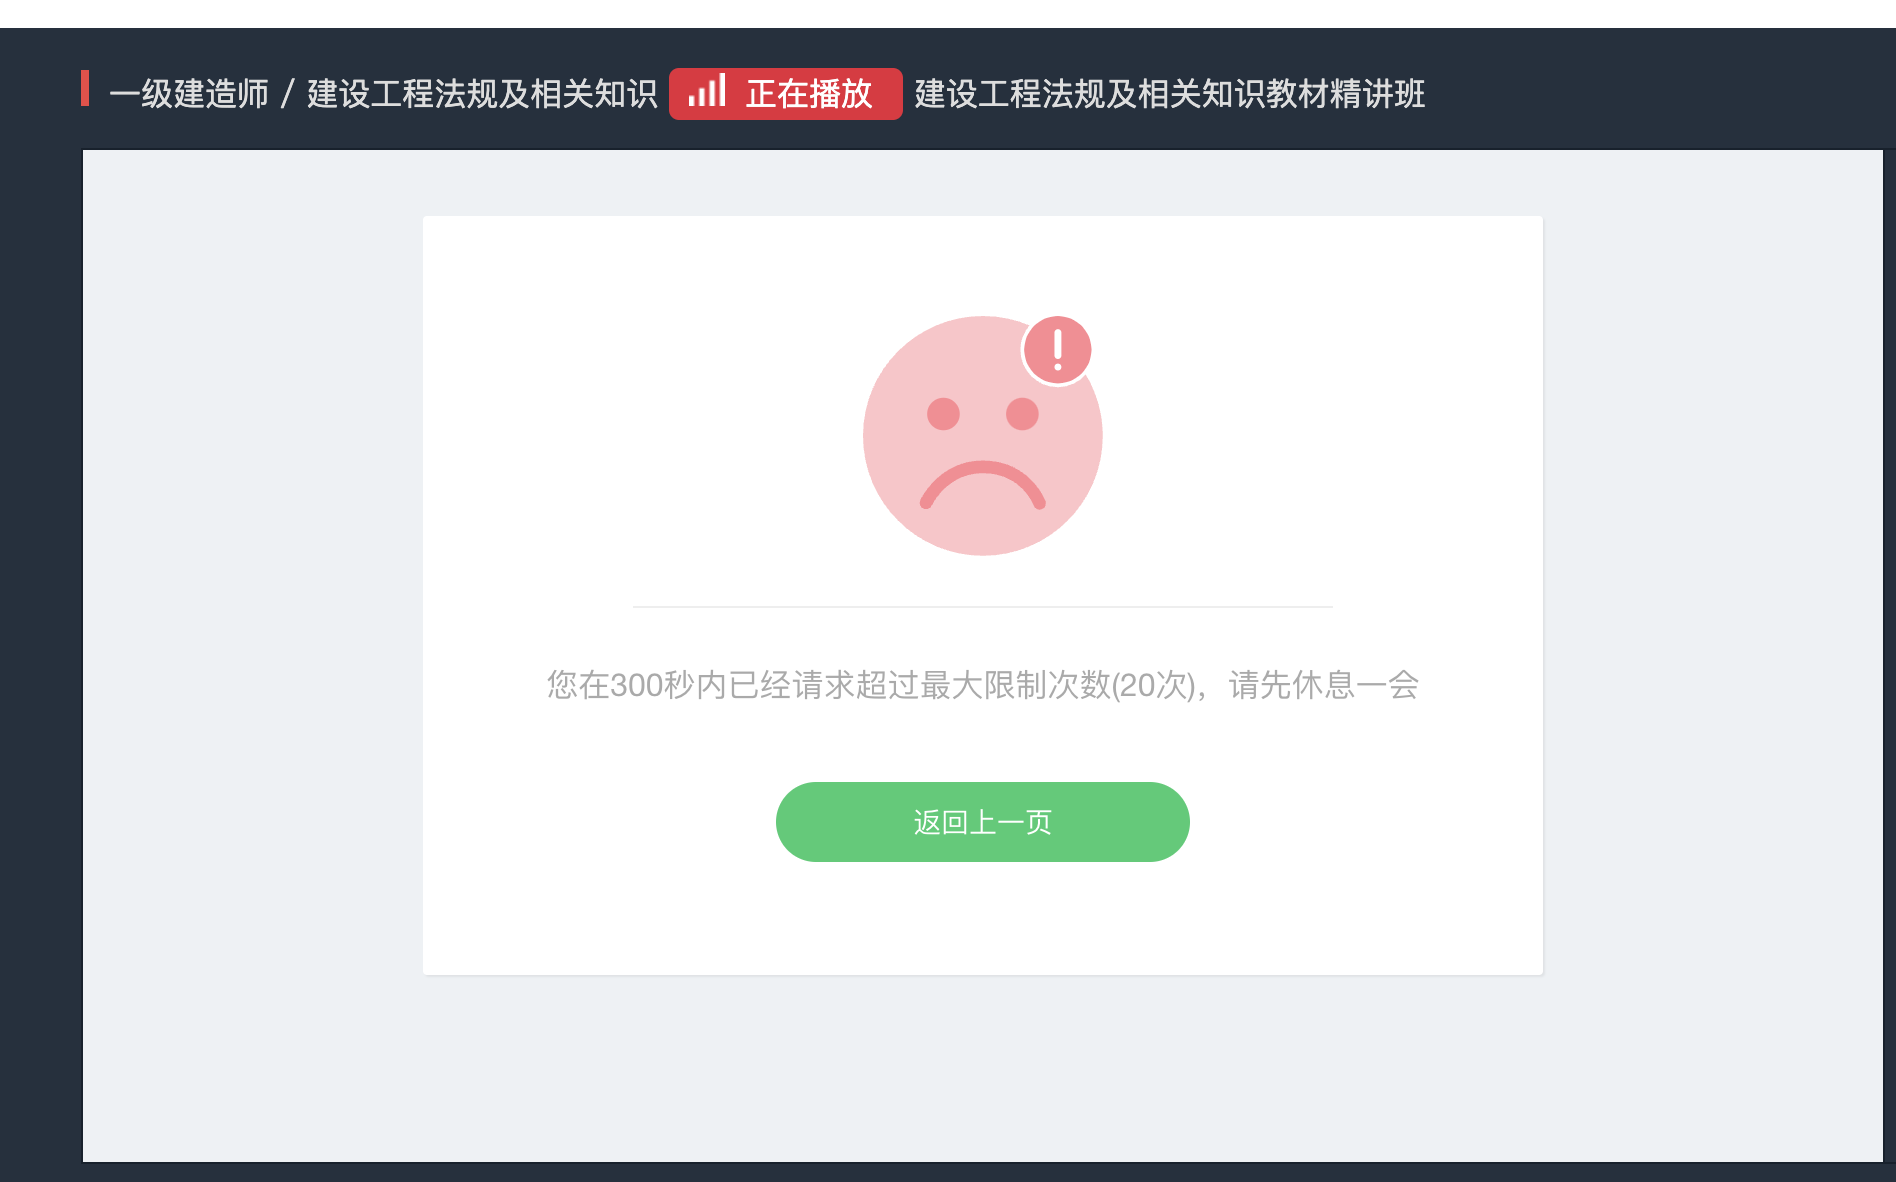 一级建造师 / 建设工程法规及相关知识 正在播放 建设工程法规及相关知识教材精讲班
您在300秒内已经请求超过最大限制次数(20次)，请先休息一会
返回上一页